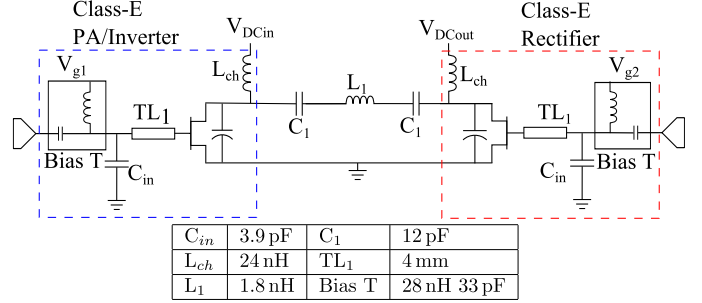 Class-E
PA/Inverter
Class-E
Rectifier
V_DCin
V_DCout
V_g1
L_ch
L_1
L_ch
V_g2
TL_1
C_1
C_1
TL_1
Bias T
C_in
C_in
Bias T
C_in 3.9 pF C_1 12 pF
L_ch 24 nH TL_1 4 mm
L_1 1.8 nH Bias T 28 nH 33 pF